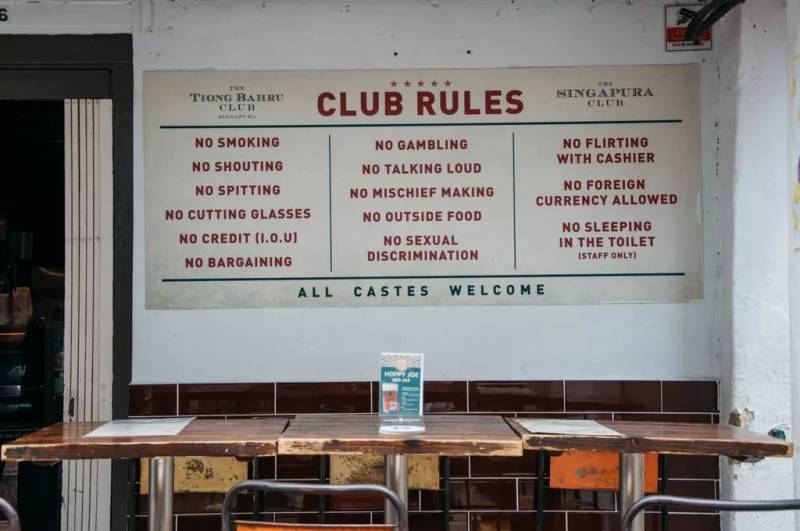 6
THE
TIONG BAHRU
CLUB
SINGAPURA
★★★★★
CLUB RULES
THE
SINGAPURA
CLUB
NO SMOKING
NO SHOUTING
NO SPITTING
NO CUTTING GLASSES
NO CREDIT (I.O.U)
NO BARGAINING
NO GAMBLING
NO TALKING LOUD
NO MISCHIEF MAKING
NO OUTSIDE FOOD
NO SEXUAL
DISCRIMINATION
NO FLIRTING
WITH CASHIER
NO FOREIGN
CURRENCY ALLOWED
NO SLEEPING
IN THE TOILET
(STAFF ONLY)
ALL CASTES WELCOME
HOPPY JOE
RED ALE